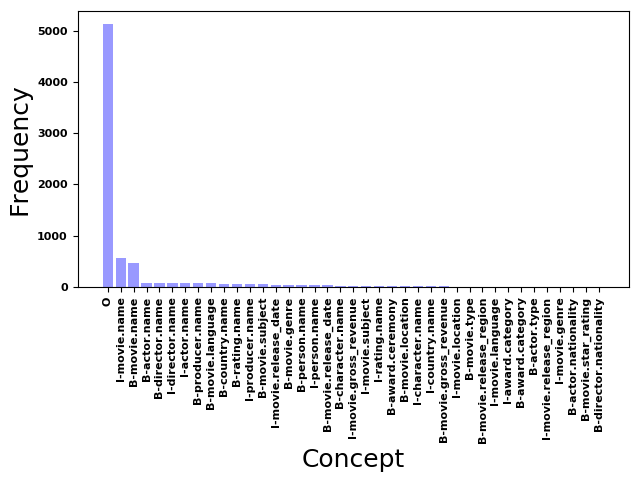 Frequency
5000
4000
3000
2000
1000
0
O
I-movie.name
B-movie.name
B-actor.name
B-director.name
I-director.name
I-actor.name
B-producer.name
B-movie.language
B-country.name
B-rating.name
I-producer.name
B-movie.subject
I-movie.release_date
B-movie.genre
B-person.name
I-person.name
B-movie.release_date
B-character.name
I-movie.gross_revenue
I-movie.subject
I-rating.name
B-award.ceremony
B-movie.location
I-character.name
I-country.name
B-movie.gross_revenue
I-movie.location
B-movie.type
B-movie.release_region
I-movie.language
I-award.category
B-award.category
B-actor.type
I-movie.release_region
I-movie.genre
B-actor.nationality
B-movie.star_rating
B-director.nationality
Concept